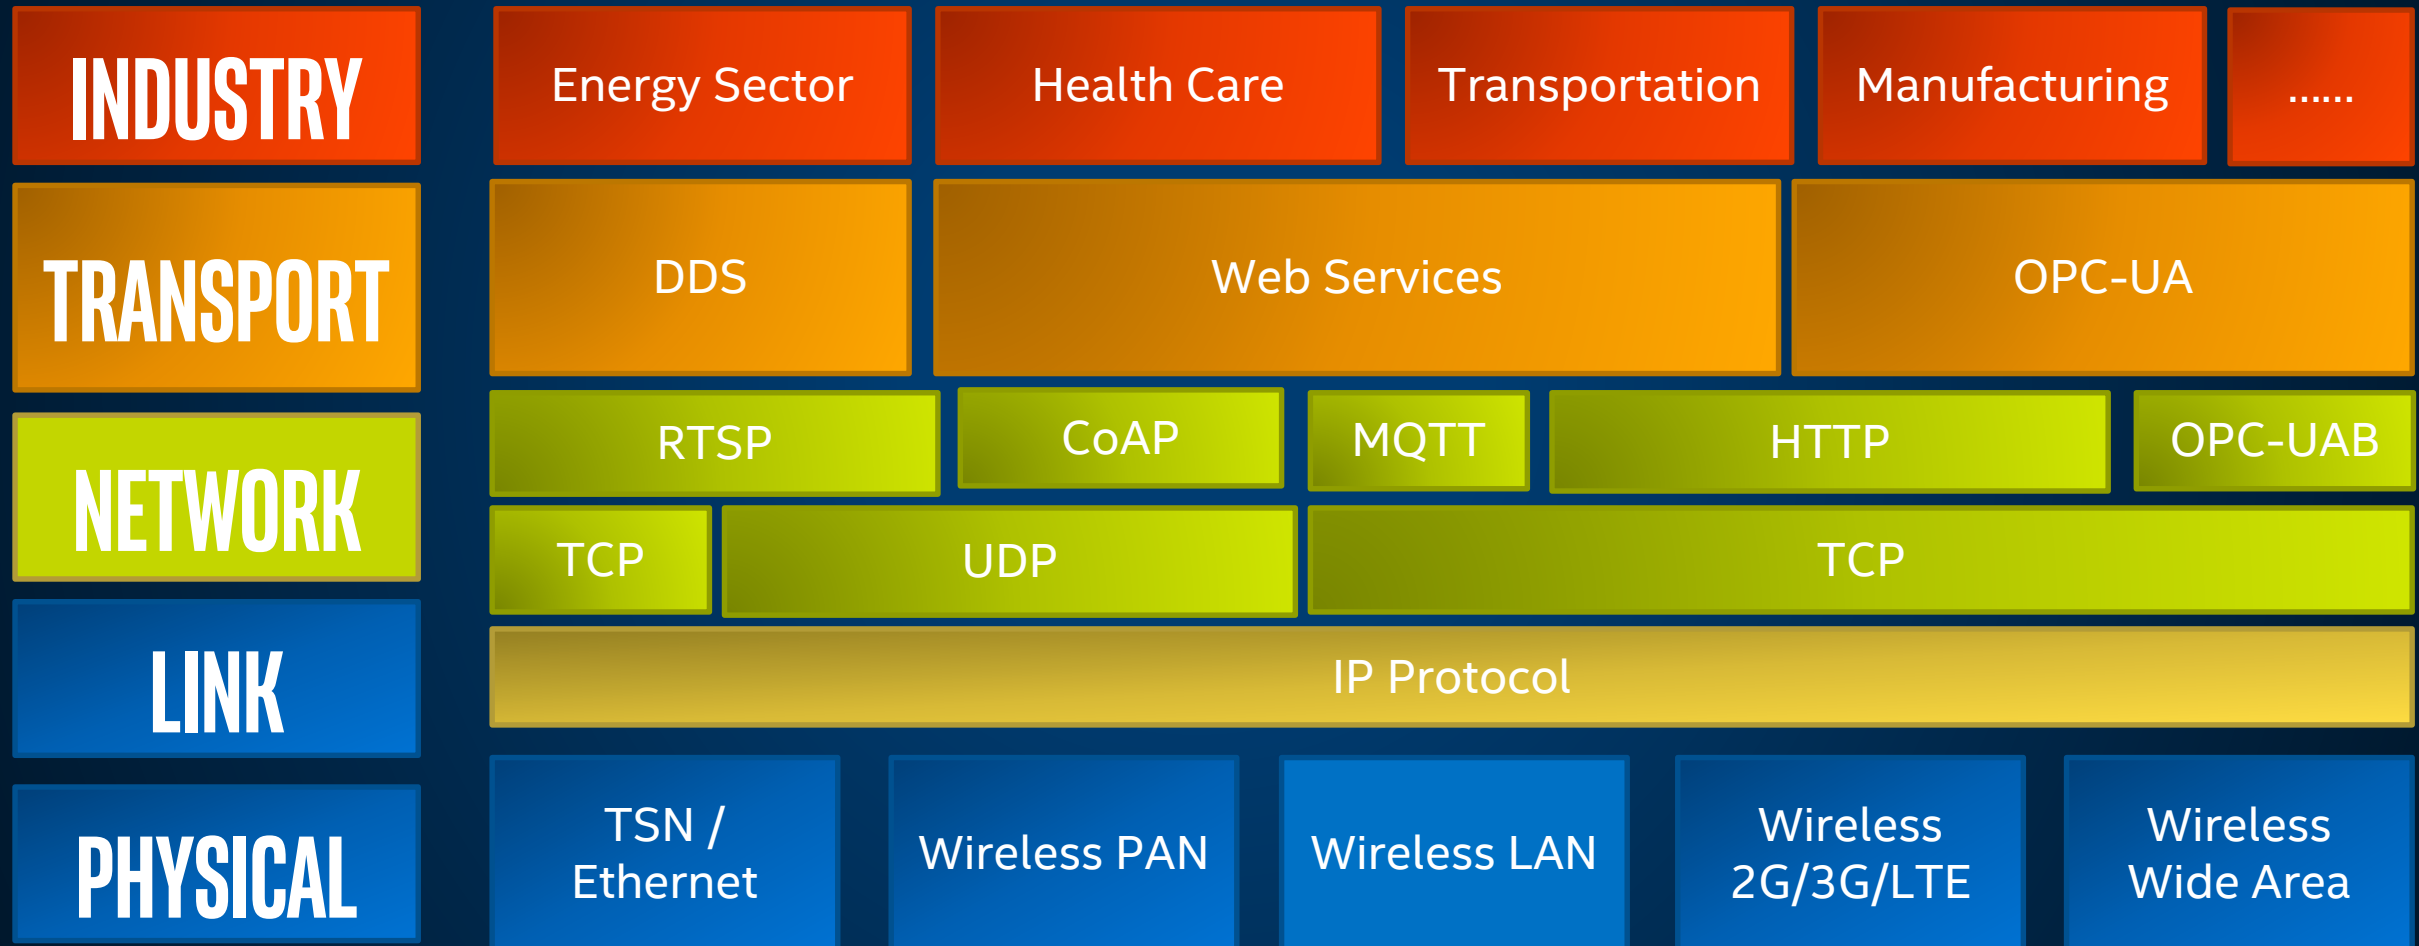 INDUSTRY
Energy Sector
Health Care
Transportation
Manufacturing
......
TRANSPORT
DDS
Web Services
OPC-UA
NETWORK
RTSP
CoAP
MQTT
HTTP
OPC-UAB
TCP
UDP
TCP
LINK
IP Protocol
PHYSICAL
TSN /
Ethernet
Wireless PAN
Wireless LAN
Wireless
2G/3G/LTE
Wireless
Wide Area